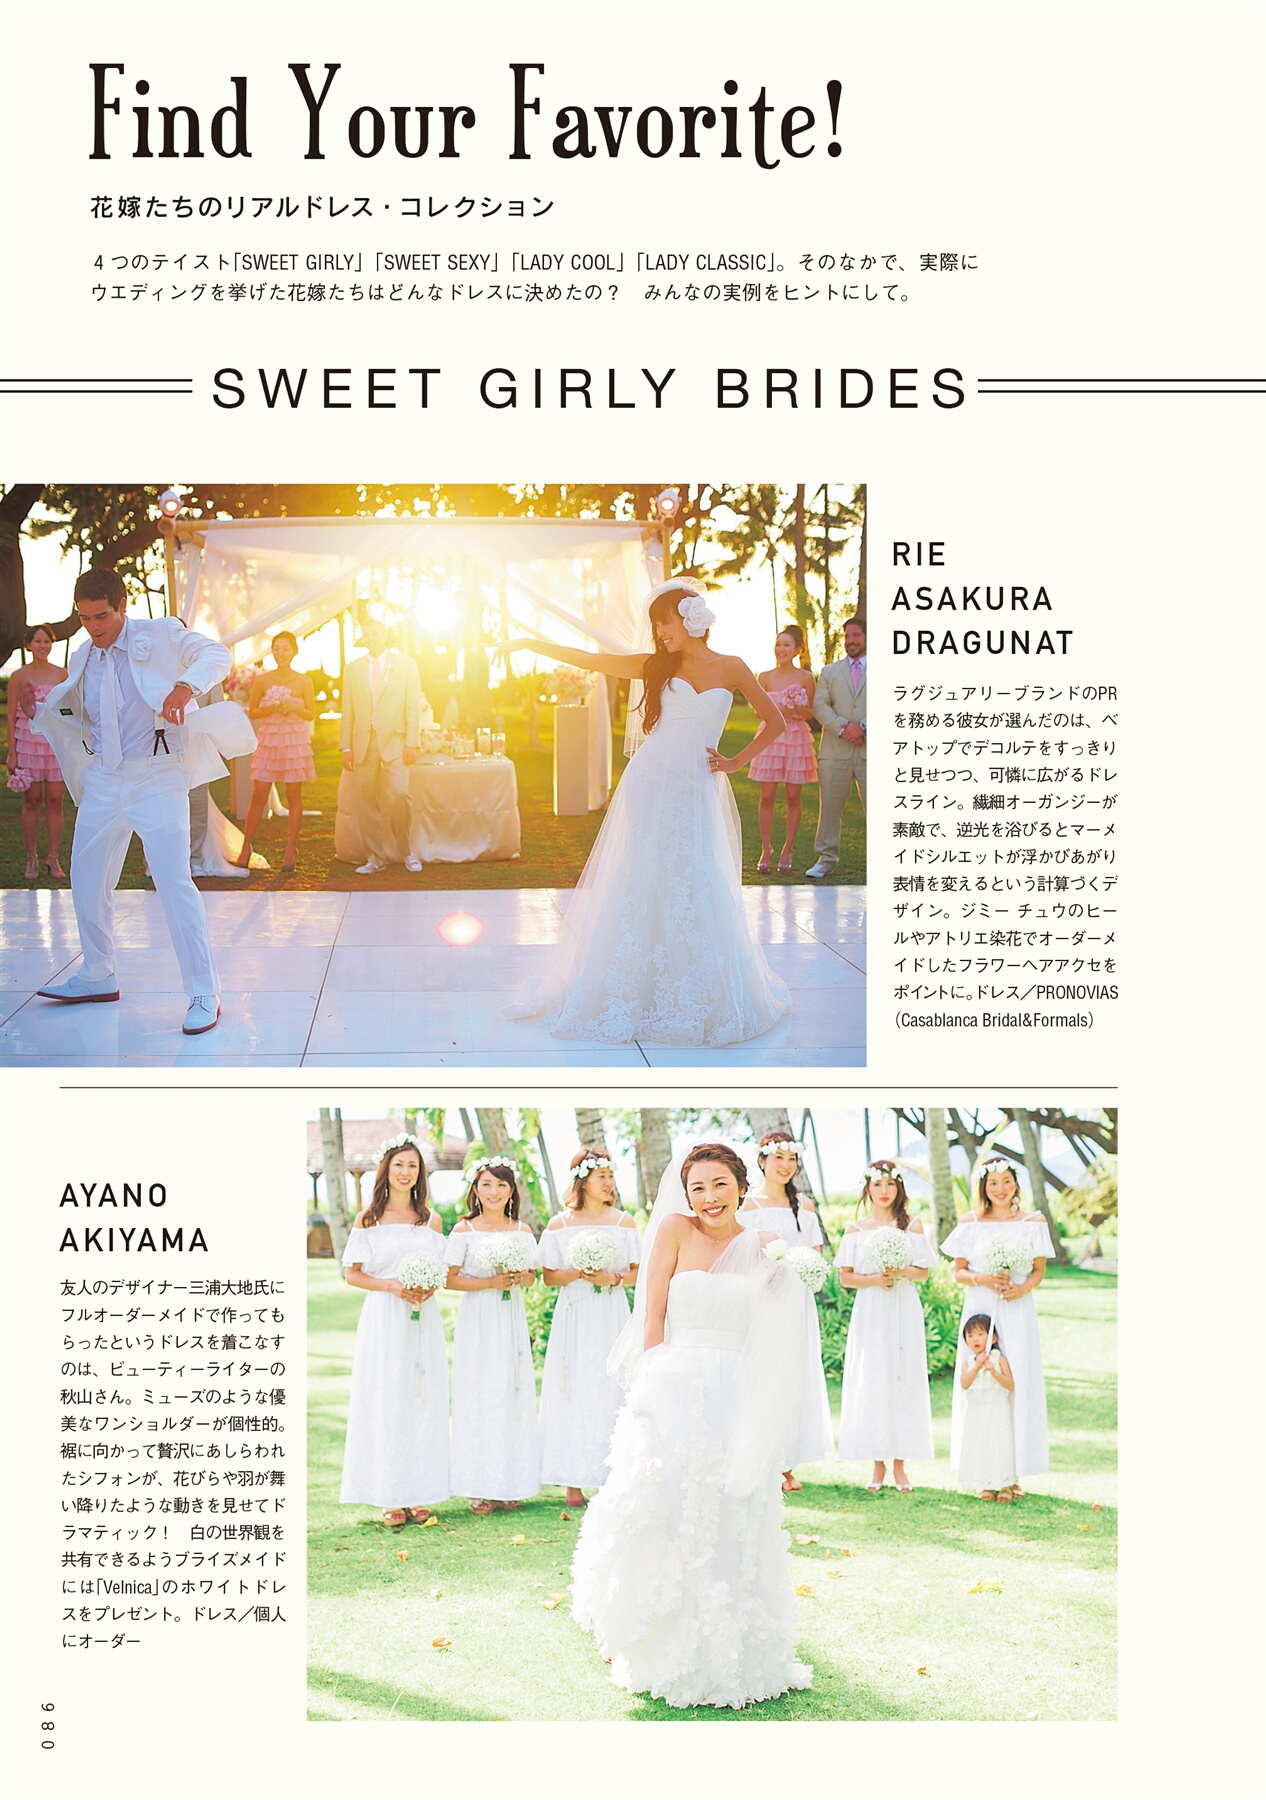 Find Your Favorite!
花嫁たちのリアルドレス・コレクション
4つのテイスト「SWEET GIRLY」「SWEET SEXY」「LADY COOL」「LADY CLASSIC」。そのなかで、実際に
ウエディングを挙げた花嫁たちはどんなドレスに決めたの？　みんなの実例をヒントにして。
SWEET GIRLY BRIDES
RIE
ASAKURA
DRAGUNAT
ラグジュアリーブランドのPR
を務める彼女が選んだのは、ベ
アトップでデコルテをすっきり
と見せつつ、可憐に広がるドレ
スライン。繊細オーガンジーが
素敵で、逆光を浴びるとマーメ
イドシルエットが浮かびあがり
表情を変えるという計算づくデ
ザイン。ジミー チュウのヒー
ルやアトリエ染花でオーダーメ
イドしたフラワーヘアアクセを
ポイントに。ドレス／PRONOVIAS
（Casablanca Bridal&Formals）
AYANO
AKIYAMA
友人のデザイナー三浦大地氏に
フルオーダーメイドで作っても
らったというドレスを着こなす
のは、ビューティーライターの
秋山さん。ミューズのような優
美なワンショルダーが個性的。
裾に向かって贅沢にあしらわれ
たシフォンが、花びらや羽が舞
い降りたような動きを見せてド
ラマティック！　白の世界観を
共有できるようブライズメイド
には「Velnica」のホワイトドレ
スをプレゼント。ドレス／個人
にオーダー
086